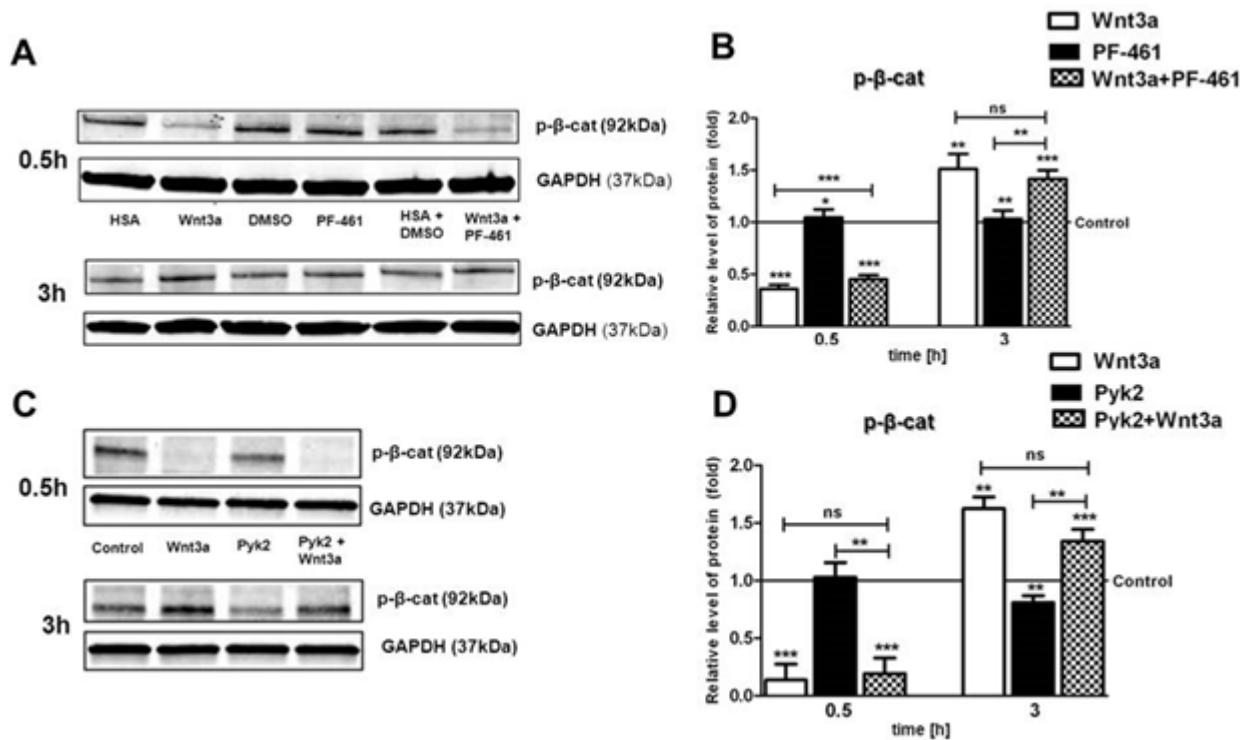 A
0.5h
p-β-cat (92kDa)
GAPDH (37kDa)
HSA Wnt3a DMSO PF-461 HSA + DMSO Wnt3a + PF-461
3h
p-β-cat (92kDa)
GAPDH (37kDa)
B
Wnt3a
PF-461
Wnt3a+PF-461
p-β-cat
Relative level of protein (fold)
2.0
1.5
1.0
0.5
0.0
ns
** ** ***
***
* **
*** ***
Control
0.5 3
time [h]
C
0.5h
p-β-cat (92kDa)
GAPDH (37kDa)
Control Wnt3a Pyk2 Pyk2 + Wnt3a
3h
p-β-cat (92kDa)
GAPDH (37kDa)
D
Wnt3a
Pyk2
Pyk2+Wnt3a
p-β-cat
Relative level of protein (fold)
2.0
1.5
1.0
0.5
0.0
ns
** ** ***
ns
**
*** *** **
Control
0.5 3
time [h]